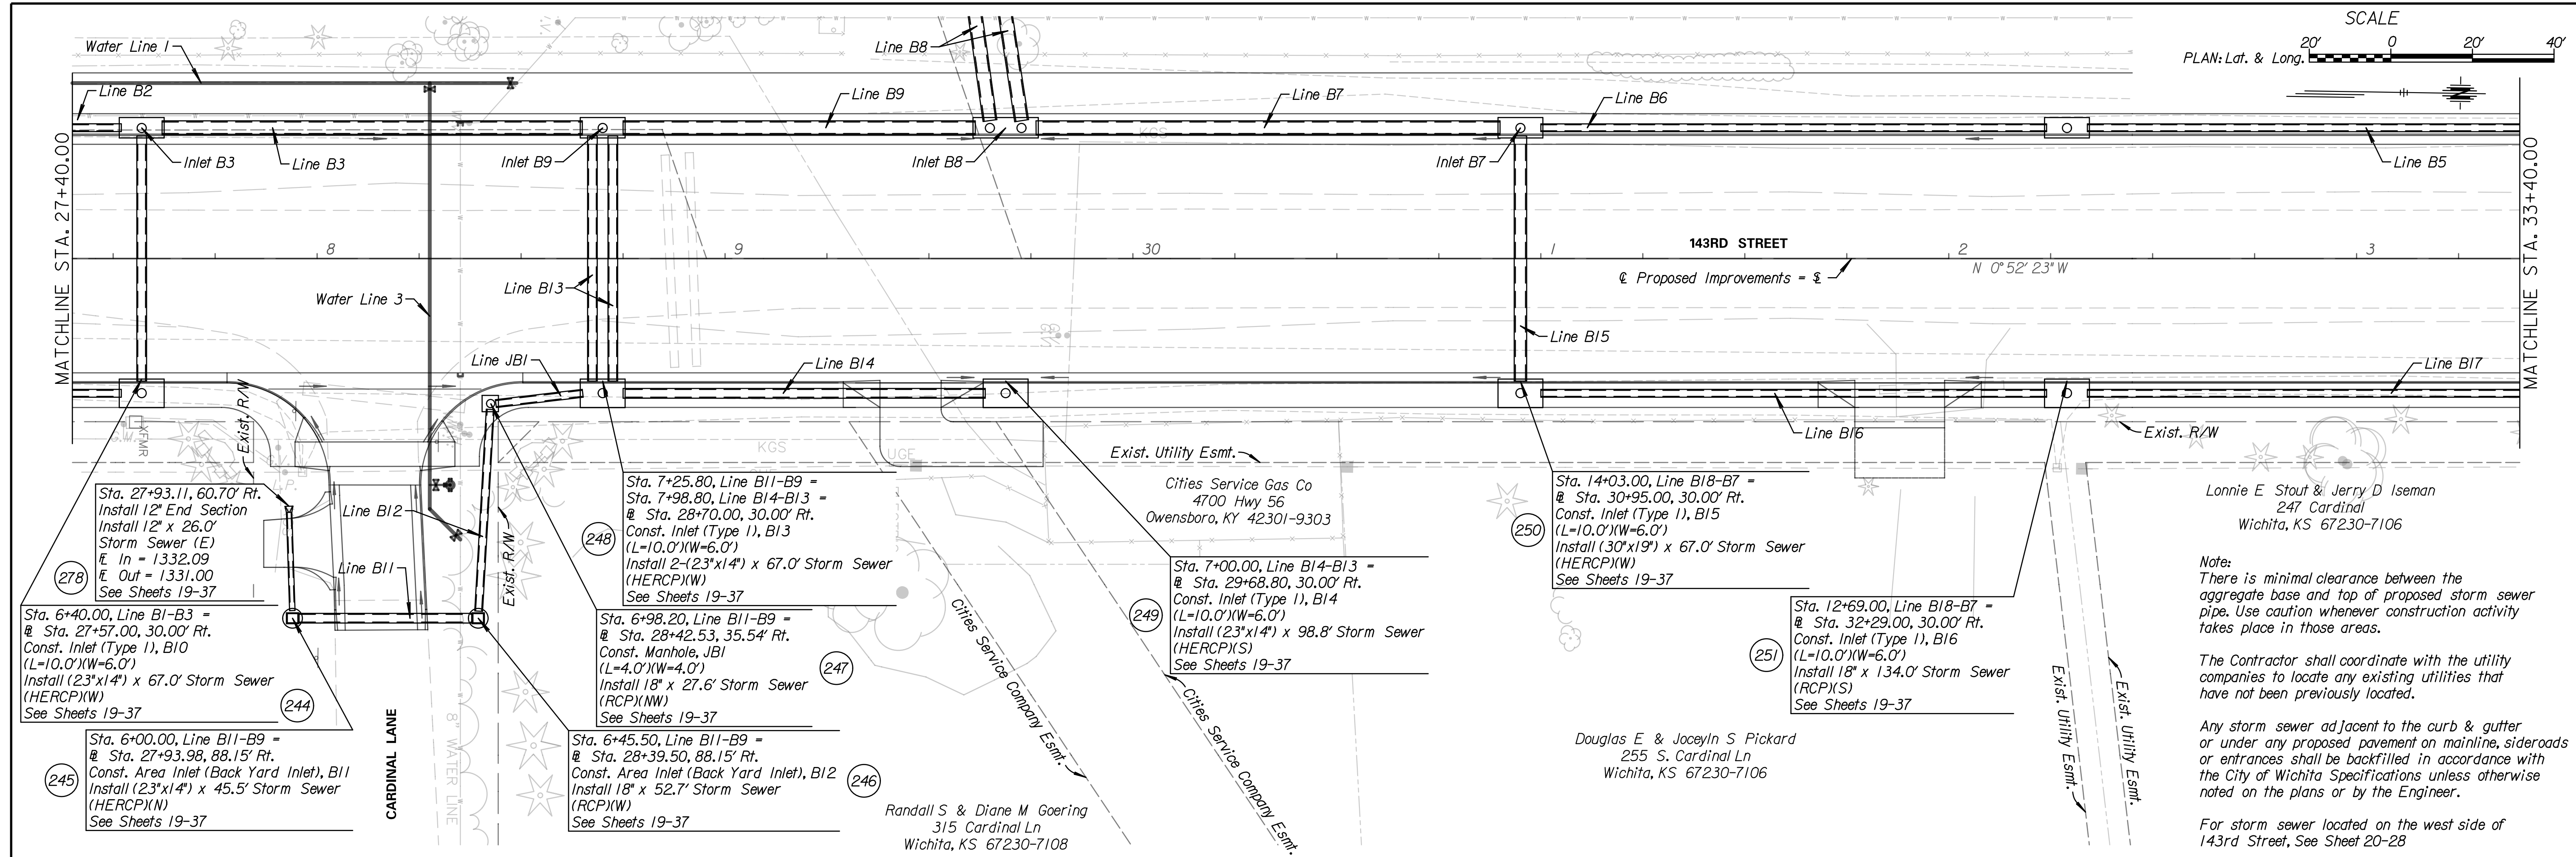 SCALE
20' 0 20' 40'
PLAN: Lat. & Long.
N
Water Line 1
Line B8
Line B2
Line B9
Line B7
Line B6
MATCHLINE STA. 27+40.00
MATCHLINE STA. 33+40.00
Inlet B3
Line B3
Inlet B9
Inlet B8
KGS
Inlet B7
Line B5
8 9 30 1 2 3
143RD STREET
N 0°52'23"W
℄ Proposed Improvements = ℄
Water Line 3
Line B13
Line B15
Line JB1
Line B14
Line B17
Line B16
XFMR
Exist. R/W
KGS
UGE
Exist. Utility Esmt.
Exist. R/W
Line B12
Exist. R/W
Line B11
278
Sta. 27+93.11, 60.70' Rt.
Install 12" End Section
Install 12" x 26.0'
Storm Sewer (E)
In = 1332.09
Out = 1331.00
See Sheets 19-37
244
Sta. 6+40.00, Line B1-B3 =
Sta. 27+57.00, 30.00' Rt.
Const. Inlet (Type 1), B10
(L=10.0')(W=6.0')
Install (23"x14") x 67.0' Storm Sewer
(HERCP)(W)
See Sheets 19-37
245
Sta. 6+00.00, Line B11-B9 =
Sta. 27+93.98, 88.15' Rt.
Const. Area Inlet (Back Yard Inlet), B11
Install (23"x14") x 45.5' Storm Sewer
(HERCP)(N)
See Sheets 19-37
CARDINAL LANE
8" WATER LINE
248
Sta. 7+25.80, Line B11-B9 =
Sta. 7+98.80, Line B14-B13 =
Sta. 28+70.00, 30.00' Rt.
Const. Inlet (Type 1), B13
(L=10.0')(W=6.0')
Install 2-(23"x14") x 67.0' Storm Sewer
(HERCP)(W)
See Sheets 19-37
247
Sta. 6+98.20, Line B11-B9 =
Sta. 28+42.53, 35.54' Rt.
Const. Manhole, JB1
(L=4.0')(W=4.0')
Install 18" x 27.6' Storm Sewer
(RCP)(NW)
See Sheets 19-37
246
Sta. 6+45.50, Line B11-B9 =
Sta. 28+39.50, 88.15' Rt.
Const. Area Inlet (Back Yard Inlet), B12
Install 18" x 52.7' Storm Sewer
(RCP)(W)
See Sheets 19-37
Randall S & Diane M Goering
315 Cardinal Ln
Wichita, KS 67230-7108
Cities Service Company Esmt.
Cities Service Company Esmt.
Cities Service Gas Co
4700 Hwy 56
Owensboro, KY 42301-9303
249
Sta. 7+00.00, Line B14-B13 =
Sta. 29+68.80, 30.00' Rt.
Const. Inlet (Type 1), B14
(L=10.0')(W=6.0')
Install (23"x14") x 98.8' Storm Sewer
(HERCP)(S)
See Sheets 19-37
250
Sta. 14+03.00, Line B18-B7 =
Sta. 30+95.00, 30.00' Rt.
Const. Inlet (Type 1), B15
(L=10.0')(W=6.0')
Install (30"x19") x 67.0' Storm Sewer
(HERCP)(W)
See Sheets 19-37
251
Sta. 12+69.00, Line B18-B7 =
Sta. 32+29.00, 30.00' Rt.
Const. Inlet (Type 1), B16
(L=10.0')(W=6.0')
Install 18" x 134.0' Storm Sewer
(RCP)(S)
See Sheets 19-37
Douglas E & Joceyln S Pickard
255 S. Cardinal Ln
Wichita, KS 67230-7106
Exist. Utility Esmt.
Exist. Utility Esmt.
Lonnie E Stout & Jerry D Iseman
247 Cardinal
Wichita, KS 67230-7106
Note:
There is minimal clearance between the
aggregate base and top of proposed storm sewer
pipe. Use caution whenever construction activity
takes place in those areas.
The Contractor shall coordinate with the utility
companies to locate any existing utilities that
have not been previously located.
Any storm sewer adjacent to the curb & gutter
or under any proposed pavement on mainline, sideroads
or entrances shall be backfilled in accordance with
the City of Wichita Specifications unless otherwise
noted on the plans or by the Engineer.
For storm sewer located on the west side of
143rd Street, See Sheet 20-28